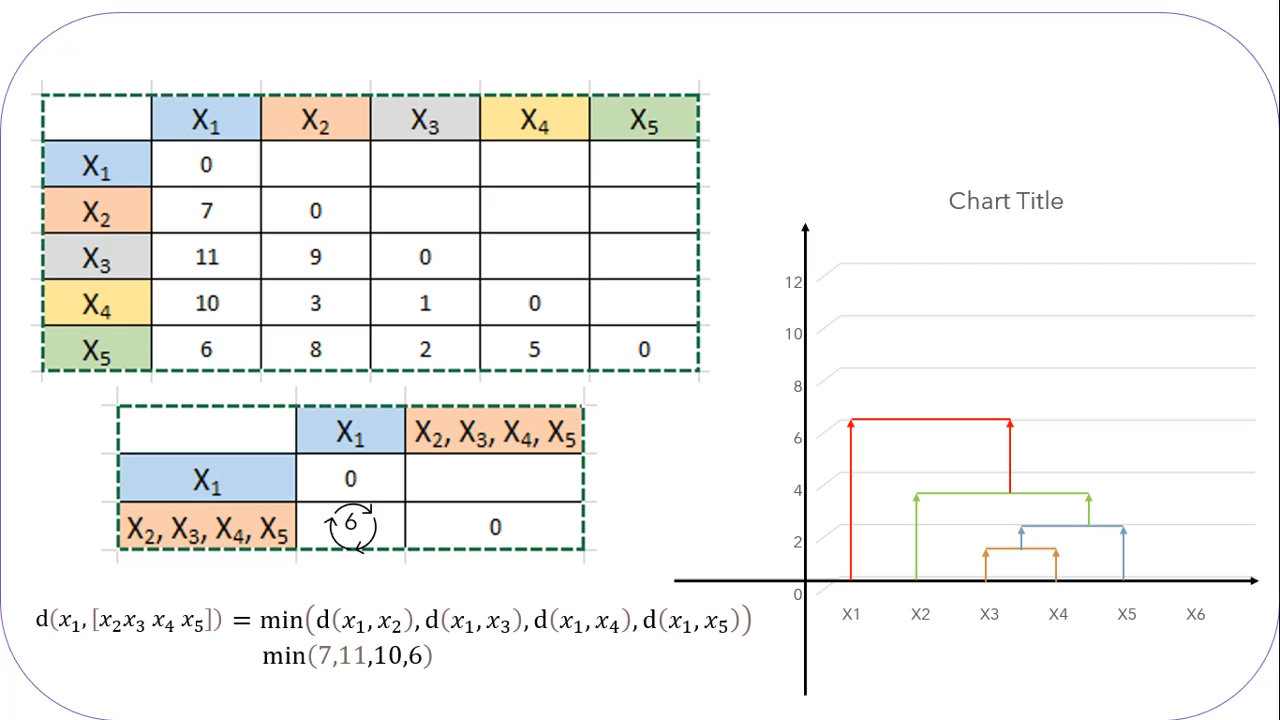 X₁ X₂ X₃ X₄ X₅
X₁ 0
X₂ 7 0
X₃ 11 9 0
X₄ 10 3 1 0
X₅ 6 8 2 5 0
X₁ X₂, X₃, X₄, X₅
X₁ 0
X₂, X₃, X₄, X₅ 6 0
d(x₁, [x₂x₃ x₄ x₅]) = min(d(x₁, x₂), d(x₁, x₃), d(x₁, x₄), d(x₁, x₅))
min(7,11,10,6)
Chart Title
12
10
8
6
4
2
0
X1 X2 X3 X4 X5 X6